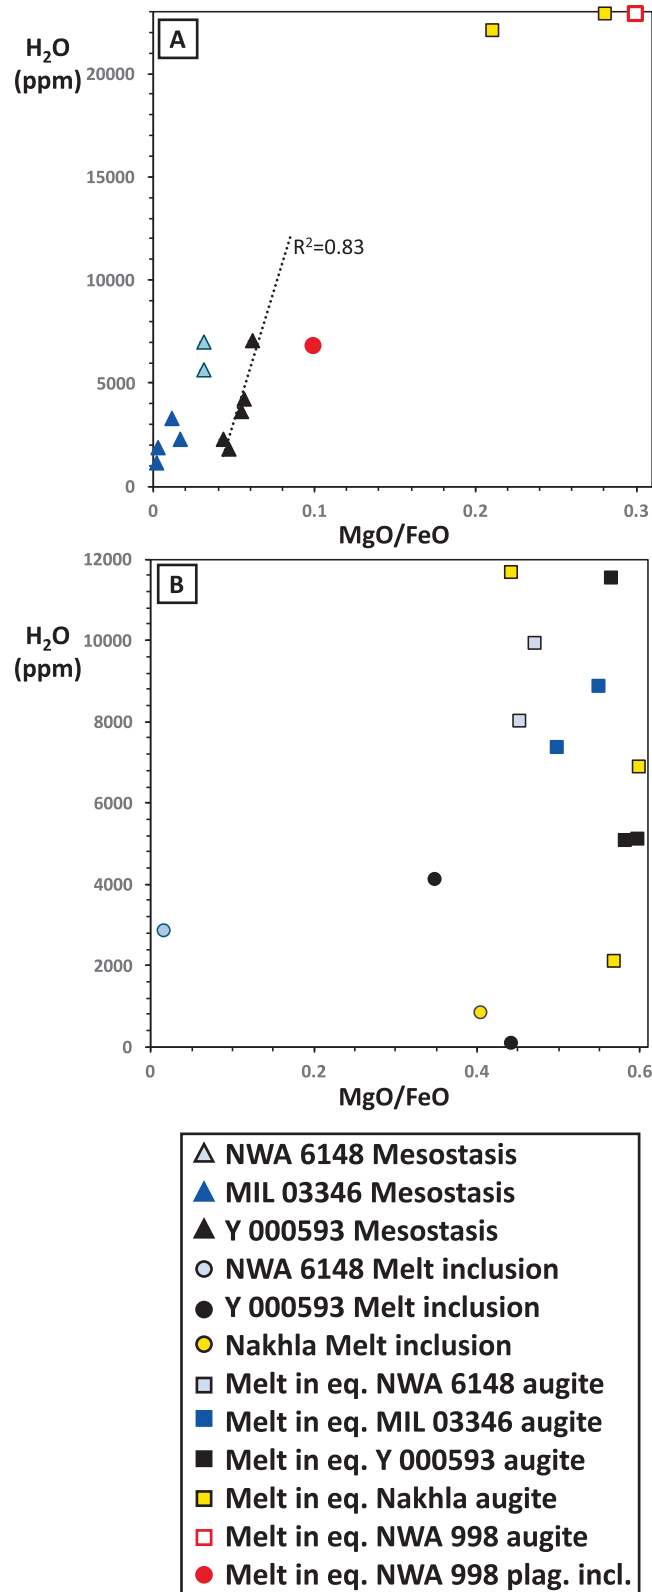 A
H₂O
(ppm)
20000
15000
R²=0.83
10000
5000
0
0 0.1 0.2 0.3
MgO/FeO
12000
B
H₂O
(ppm)
10000
8000
6000
4000
2000
0
0 0.2 0.4 0.6
MgO/FeO
NWA 6148 Mesostasis
MIL 03346 Mesostasis
Y 000593 Mesostasis
NWA 6148 Melt inclusion
Y 000593 Melt inclusion
Nakhla Melt inclusion
Melt in eq. NWA 6148 augite
Melt in eq. MIL 03346 augite
Melt in eq. Y 000593 augite
Melt in eq. Nakhla augite
Melt in eq. NWA 998 augite
Melt in eq. NWA 998 plag. incl.